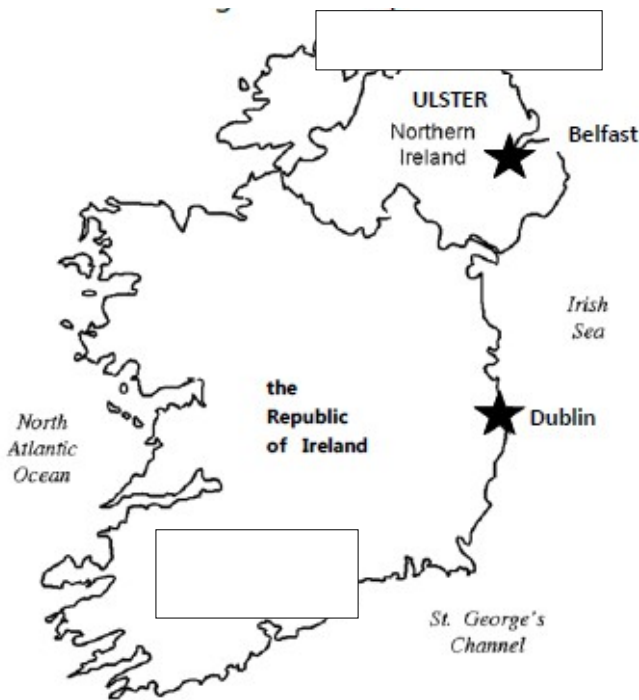 ULSTER
Northern
Ireland
Belfast
Irish
Sea
the
Republic
of Ireland
Dublin
North
Atlantic
Ocean
St. George's
Channel